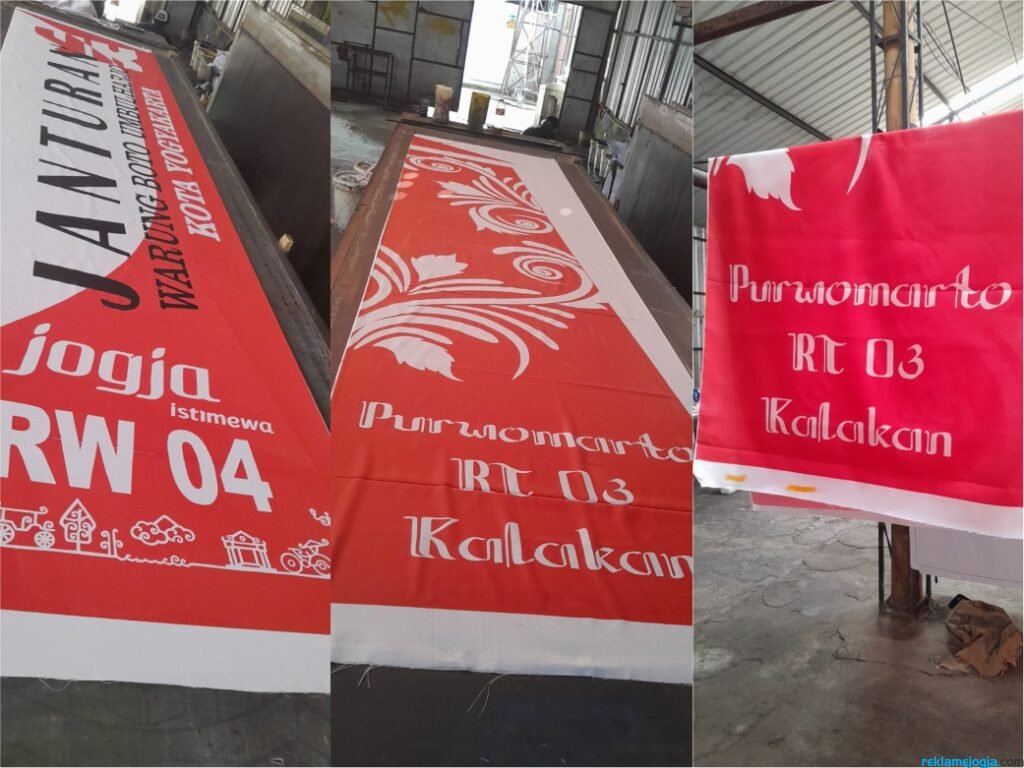 JANTURAN
WARUNG BOTO UMBULHARJO
KOTA YOGYAKARTA
jogja
istimewa
RW 04
Purwomarto
RT 03
Kalakan
Purwomarto
RT 03
Kalakan
reklamejogja.com